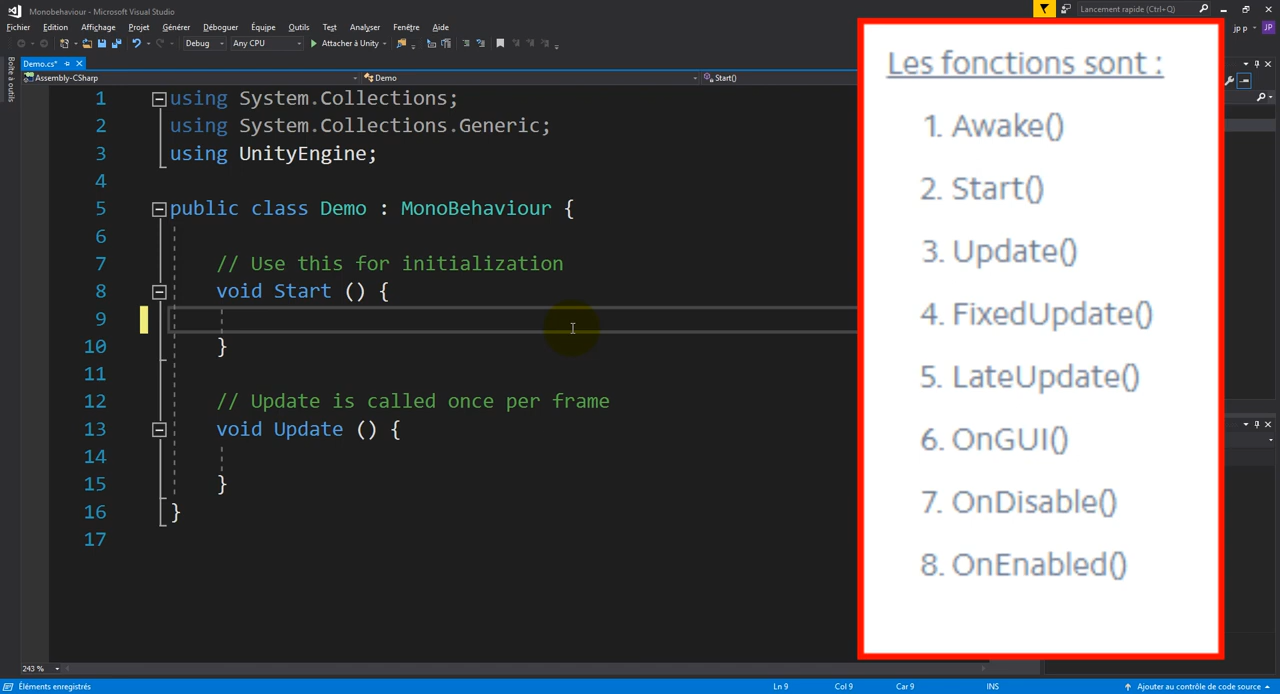 Monobehaviour - Microsoft Visual Studio
Lancement rapide (Ctrl+Q)
Fichier Edition Affichage Projet Générer Déboguer Équipe Outils Test Analyser Fenêtre Aide
jp p JP
Debug Any CPU Attacher à Unity
Boîte à outils
Demo.cs*
Assembly-CSharp Demo Start()
1 using System.Collections;
2 using System.Collections.Generic;
3 using UnityEngine;
4
5 public class Demo : MonoBehaviour {
6
7 // Use this for initialization
8 void Start () {
9
10 }
11
12 // Update is called once per frame
13 void Update () {
14
15 }
16 }
17
Les fonctions sont :
1. Awake()
2. Start()
3. Update()
4. FixedUpdate()
5. LateUpdate()
6. OnGUI()
7. OnDisable()
8. OnEnabled()
243 %
Éléments enregistrés Ln 9 Col 9 Car 9 INS Ajouter au contrôle de code source